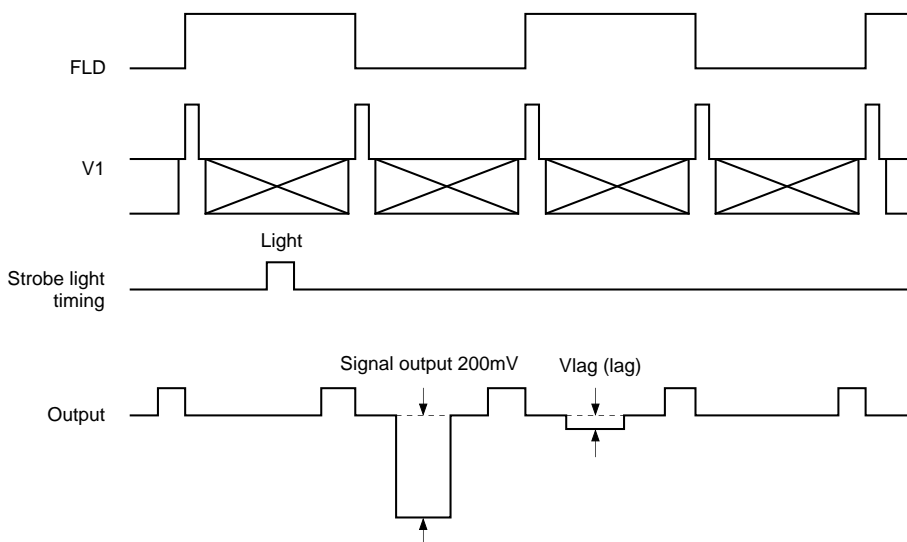 FLD
V1
Light
Strobe light
timing
Signal output 200mV
Vlag (lag)
Output